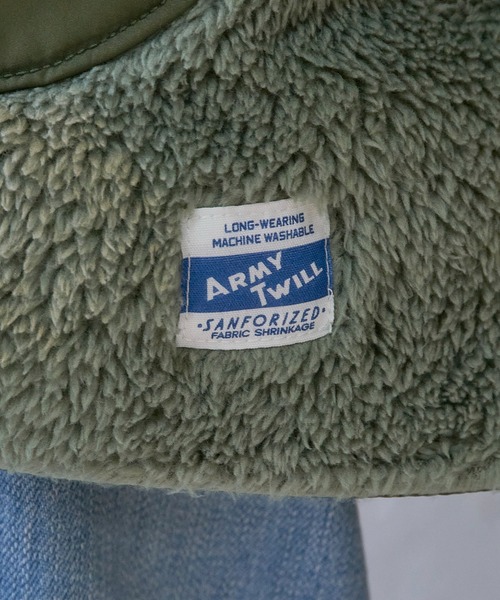 LONG-WEARING
MACHINE WASHABLE
ARMY
TWILL
·SANFORIZED·
FABRIC SHRINKAGE